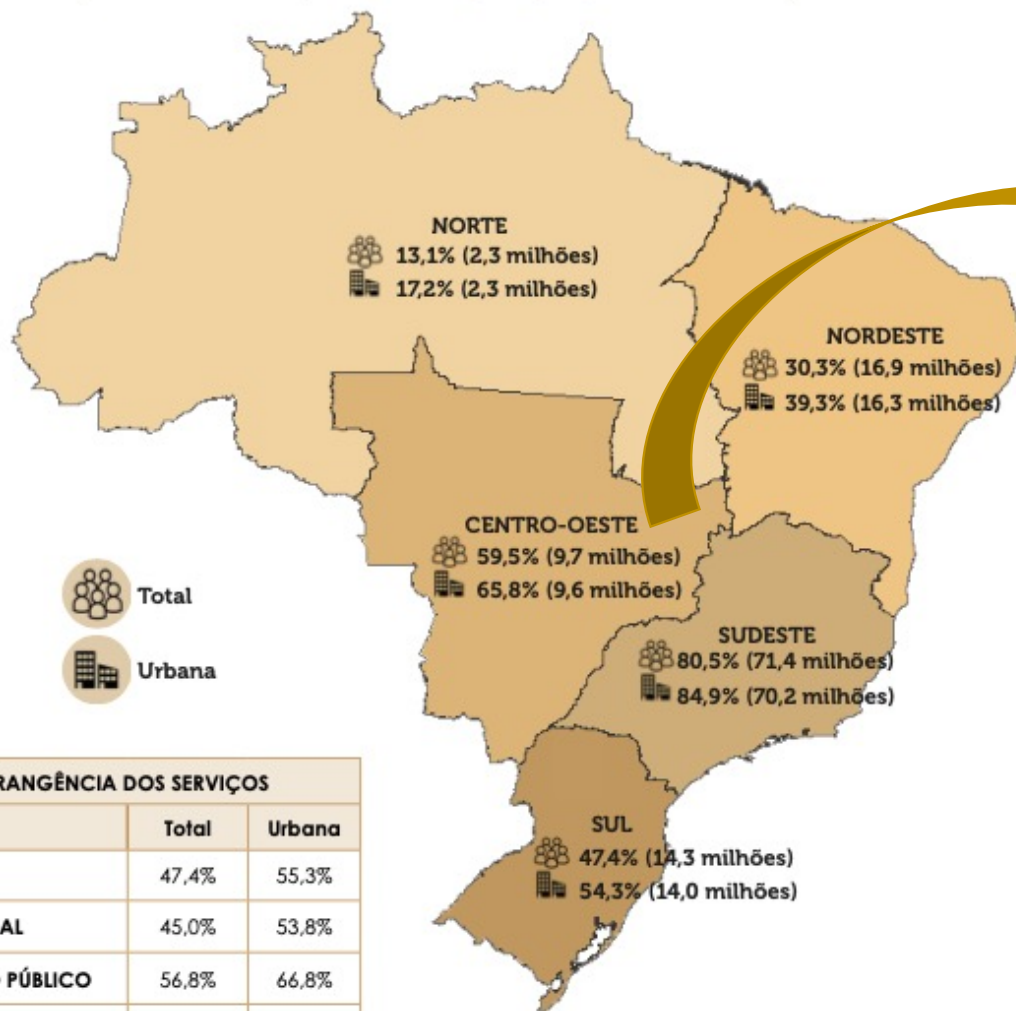 NORTE
13,1% (2,3 milhões)
17,2% (2,3 milhões)
NORDESTE
30,3% (16,9 milhões)
39,3% (16,3 milhões)
CENTRO-OESTE
59,5% (9,7 milhões)
65,8% (9,6 milhões)
Total
Urbana
SUDESTE
80,5% (71,4 milhões)
84,9% (70,2 milhões)
SUL
47,4% (14,3 milhões)
54,3% (14,0 milhões)
RANGÊNCIA DOS SERVIÇOS
Total Urbana
47,4% 55,3%
AL 45,0% 53,8%
PÚBLICO 56,8% 66,8%